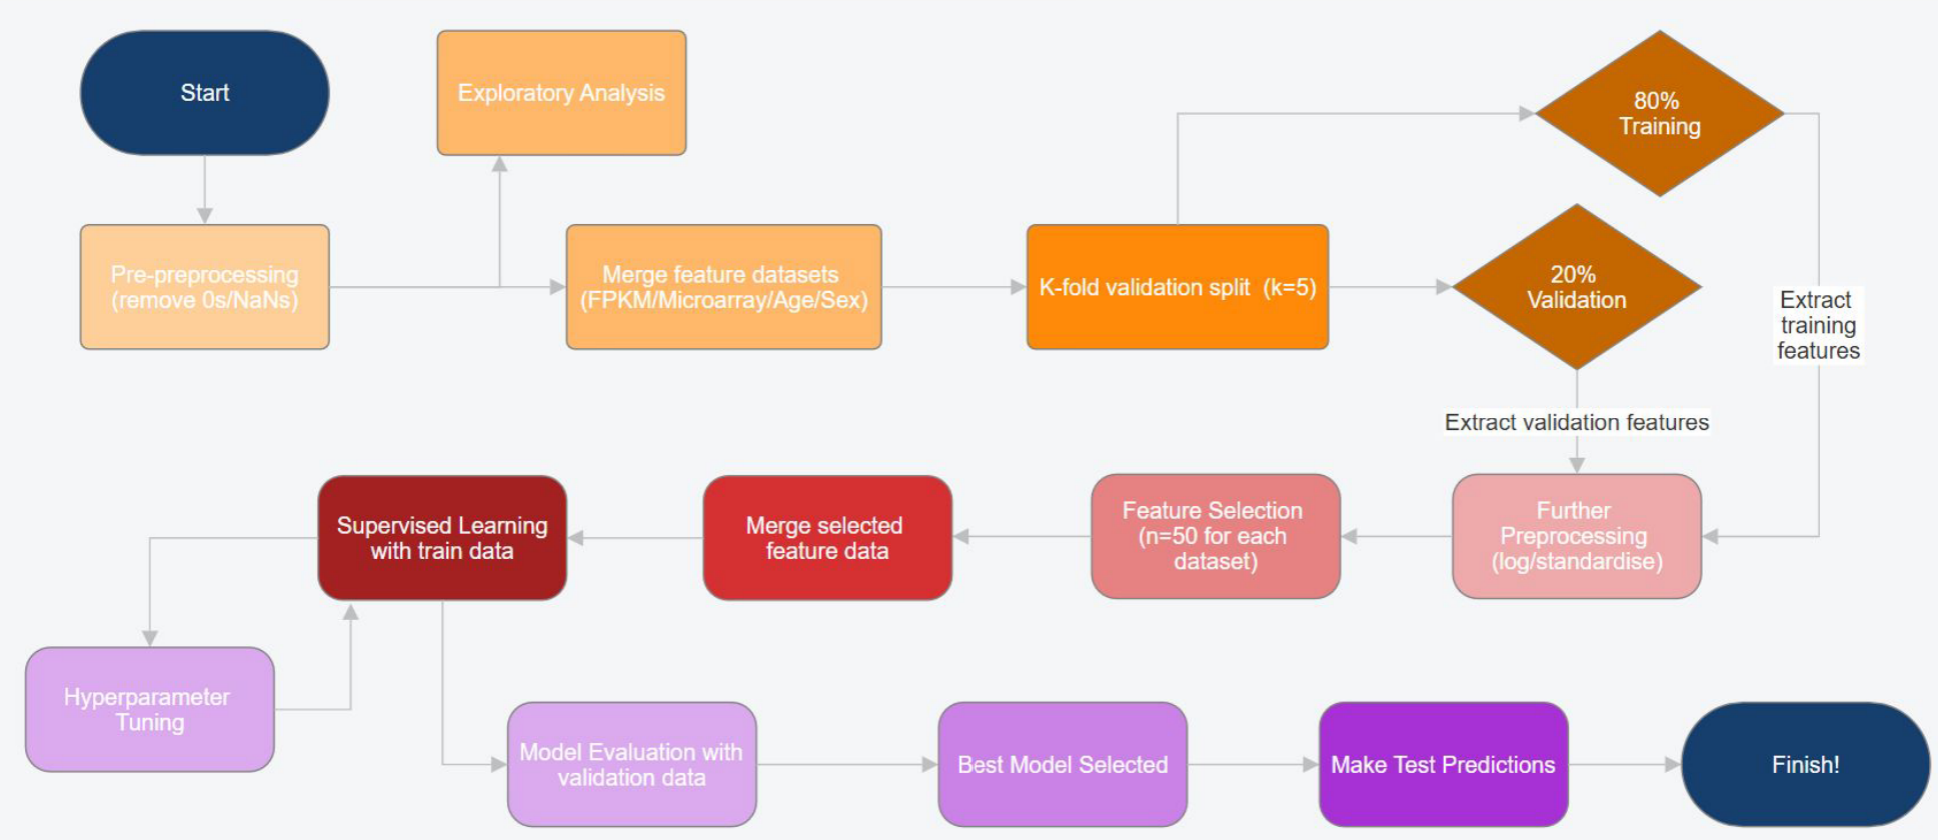 Start
Exploratory Analysis
80%
Training
Pre-preprocessing
(remove 0s/NaNs)
Merge feature datasets
(FPKM/Microarray/Age/Sex)
K-fold validation split (k=5)
20%
Validation
Extract
training
features
Extract validation features
Further
Preprocessing
(log/standardise)
Feature Selection
(n=50 for each
dataset)
Merge selected
feature data
Supervised Learning
with train data
Hyperparameter
Tuning
Model Evaluation with
validation data
Best Model Selected
Make Test Predictions
Finish!